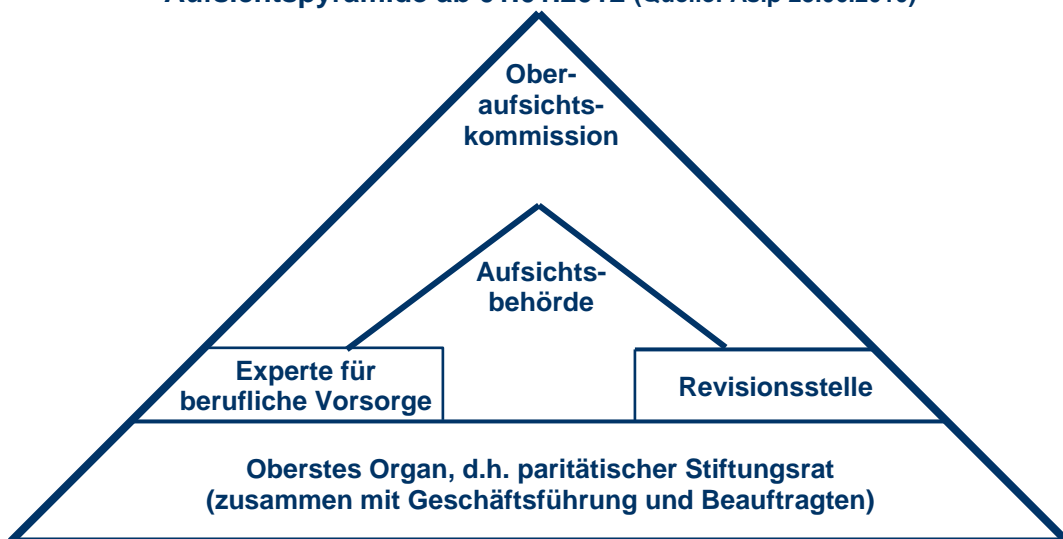 Ober-
aufsichts-
kommission
Aufsichts-
behörde
Experte für
berufliche Vorsorge
Revisionsstelle
Oberstes Organ, d.h. paritätischer Stiftungsrat
(zusammen mit Geschäftsführung und Beauftragten)